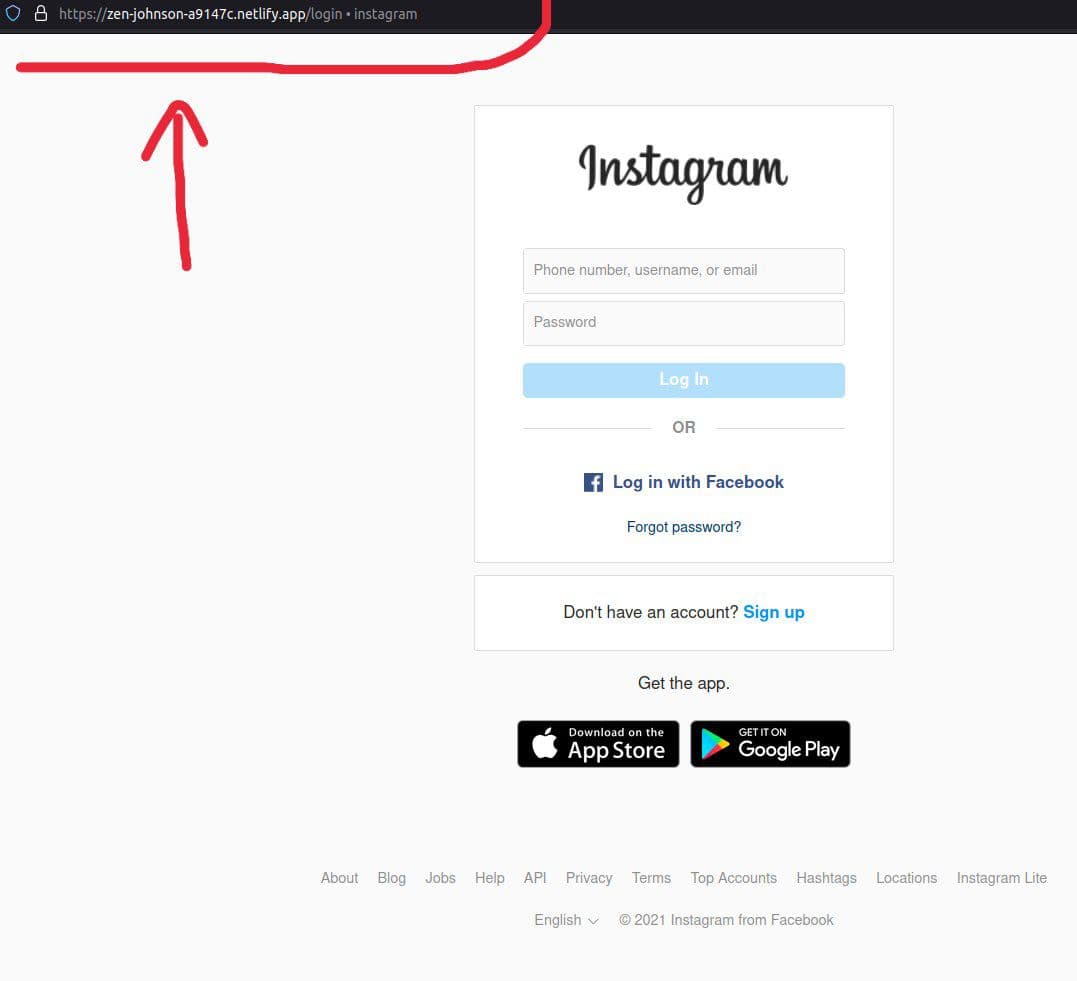 https://zen-johnson-a9147c.netlify.app/login • instagram
Instagram
Phone number, username, or email
Password
Log In
OR
Log in with Facebook
Forgot password?
Don't have an account? Sign up
Get the app.
Download on the App Store
GET IT ON Google Play
About Blog Jobs Help API Privacy Terms Top Accounts Hashtags Locations Instagram Lite
English © 2021 Instagram from Facebook